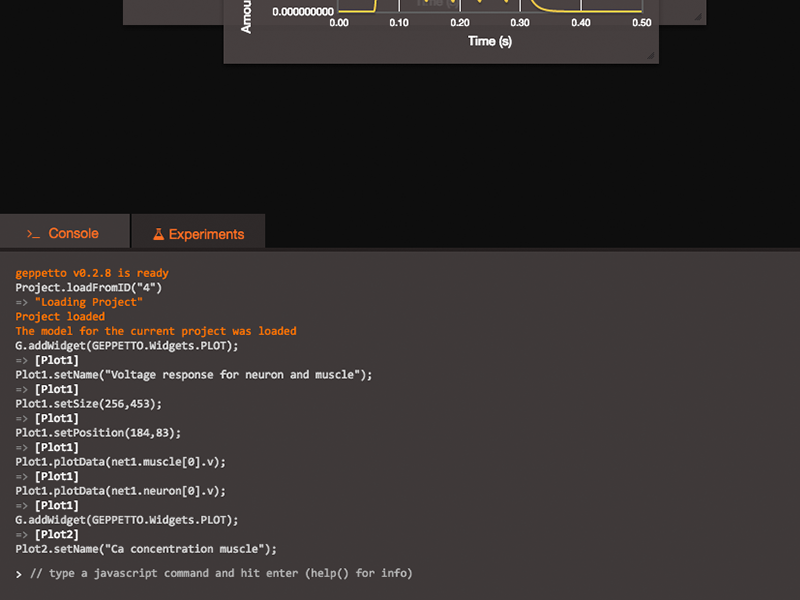 Amou
0.000000000
0.00 0.10 0.20 0.30 0.40 0.50
Time (s)
>_ Console
Experiments
geppetto v0.2.8 is ready
Project.loadFromID("4")
=> "Loading Project"
Project loaded
The model for the current project was loaded
G.addWidget(GEPPETTO.Widgets.PLOT);
=> [Plot1]
Plot1.setName("Voltage response for neuron and muscle");
=> [Plot1]
Plot1.setSize(256,453);
=> [Plot1]
Plot1.setPosition(184,83);
=> [Plot1]
Plot1.plotData(net1.muscle[0].v);
=> [Plot1]
Plot1.plotData(net1.neuron[0].v);
=> [Plot1]
G.addWidget(GEPPETTO.Widgets.PLOT);
=> [Plot2]
Plot2.setName("Ca concentration muscle");
> // type a javascript command and hit enter (help() for info)